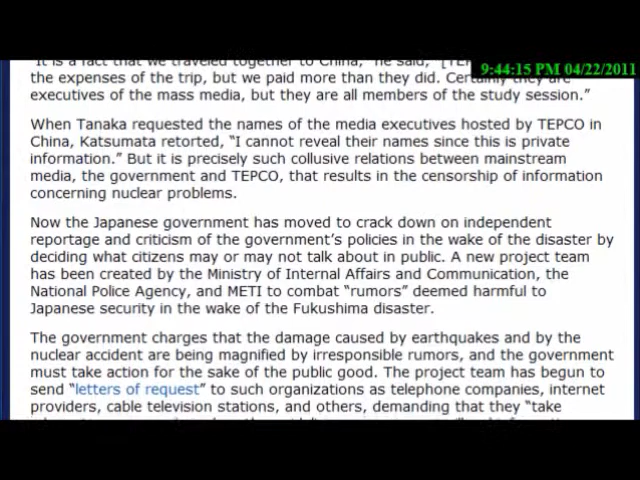 "It is a fact that we traveled together to China," he said, "[TE
9:44:15 PM 04/22/2011
the expenses of the trip, but we paid more than they did. Certainly they are
executives of the mass media, but they are all members of the study session."
When Tanaka requested the names of the media executives hosted by TEPCO in
China, Katsumata retorted, "I cannot reveal their names since this is private
information." But it is precisely such collusive relations between mainstream
media, the government and TEPCO, that results in the censorship of information
concerning nuclear problems.
Now the Japanese government has moved to crack down on independent
reportage and criticism of the government's policies in the wake of the disaster by
deciding what citizens may or may not talk about in public. A new project team
has been created by the Ministry of Internal Affairs and Communication, the
National Police Agency, and METI to combat "rumors" deemed harmful to
Japanese security in the wake of the Fukushima disaster.
The government charges that the damage caused by earthquakes and by the
nuclear accident are being magnified by irresponsible rumors, and the government
must take action for the sake of the public good. The project team has begun to
send "letters of request" to such organizations as telephone companies, internet
providers, cable television stations, and others, demanding that they "take